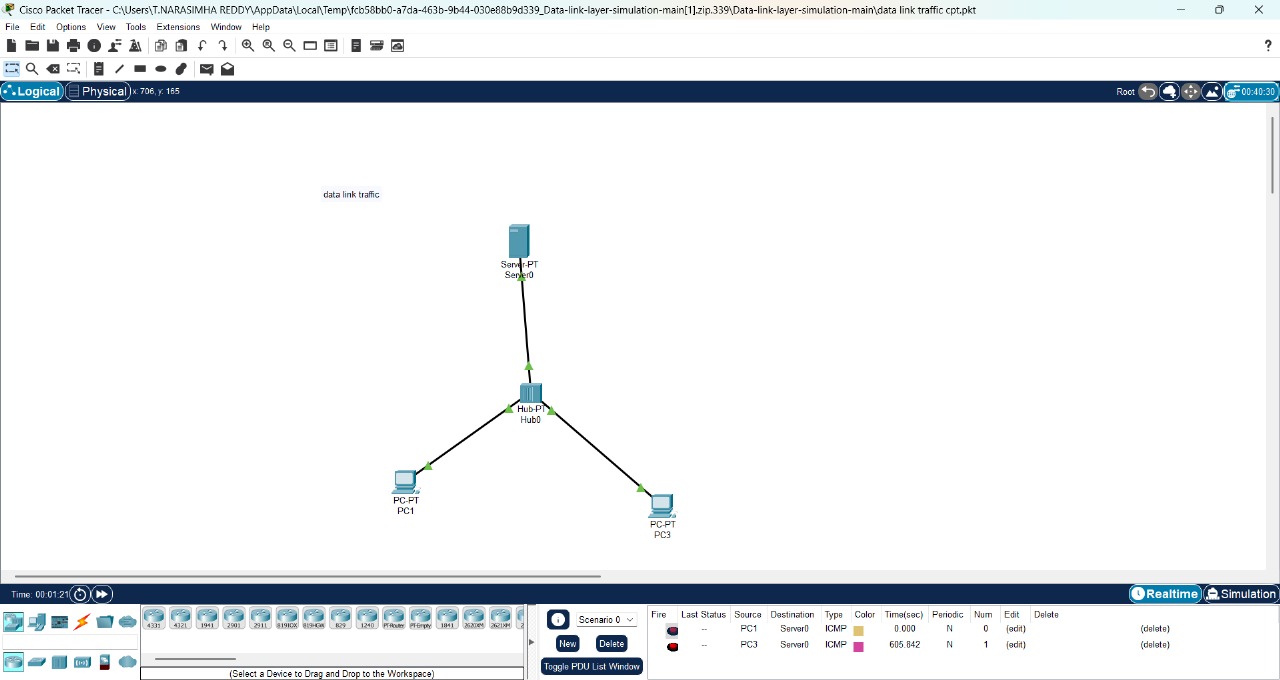 Cisco Packet Tracer - C:\Users\T.NARASIMHA REDDY\AppData\Local\Temp\fcb58bb0-a7da-463b-9b44-030e88b9d339_Data-link-layer-simulation-main[1].zip.339\Data-link-layer-simulation-main\data link traffic cpt.pkt
File Edit Options View Tools Extensions Window Help
?
Logical Physical x: 706, y: 165 Root 00:40:30
data link traffic
Server-PT
Server0
Hub-PT
Hub0
PC-PT
PC1
PC-PT
PC3
Time: 00:01:21 Realtime Simulation
4331 4321 1941 2901 2911 819IOX 819HGW 829 1240 PT-Router PT-Empty 1841 2620XM 2621XM
(Select a Device to Drag and Drop to the Workspace)
Scenario 0
New Delete
Toggle PDU List Window
Fire Last Status Source Destination Type Color Time(sec) Periodic Num Edit Delete
-- PC1 Server0 ICMP 0.000 N 0 (edit) (delete)
-- PC3 Server0 ICMP 605.842 N 1 (edit) (delete)